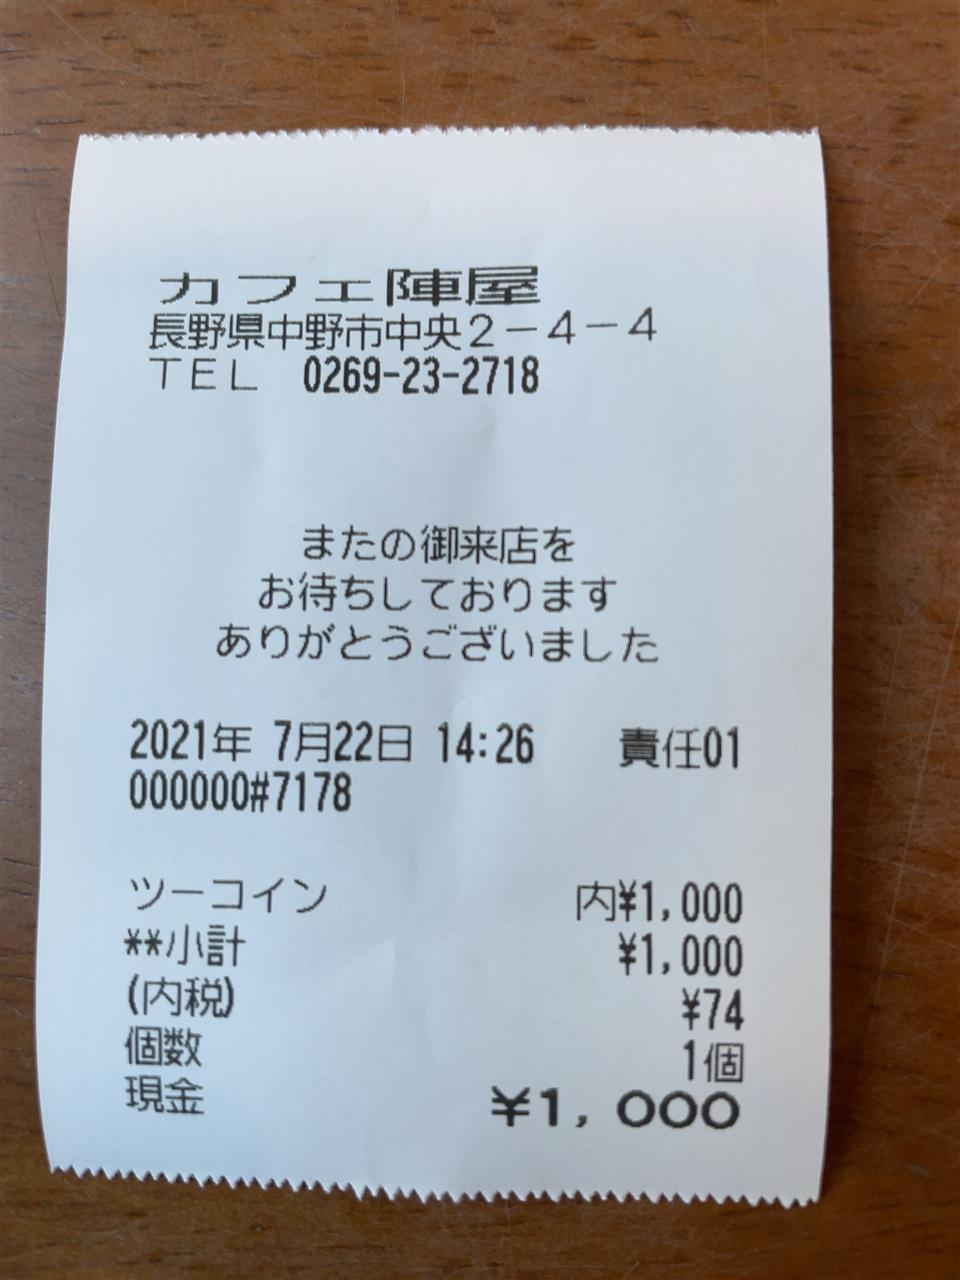 カフェ陣屋
長野県中野市中央２－４－４
ＴＥＬ　0269-23-2718
またの御来店を
お待ちしております
ありがとうございました
2021年 7月22日 14:26 責任01
000000#7178
ツーコイン 内¥1,000
**小計 ¥1,000
(内税) ¥74
個数 1個
現金 ¥1,000